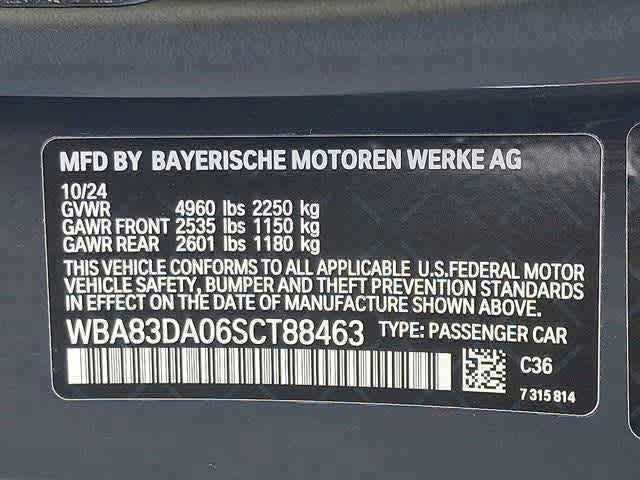 MFD BY BAYERISCHE MOTOREN WERKE AG
10/24
GVWR 4960 lbs 2250 kg
GAWR FRONT 2535 lbs 1150 kg
GAWR REAR 2601 lbs 1180 kg
THIS VEHICLE CONFORMS TO ALL APPLICABLE U.S.FEDERAL MOTOR
VEHICLE SAFETY, BUMPER AND THEFT PREVENTION STANDARDS
IN EFFECT ON THE DATE OF MANUFACTURE SHOWN ABOVE.
WBA83DA06SCT88463 TYPE: PASSENGER CAR
C36
7 315 814